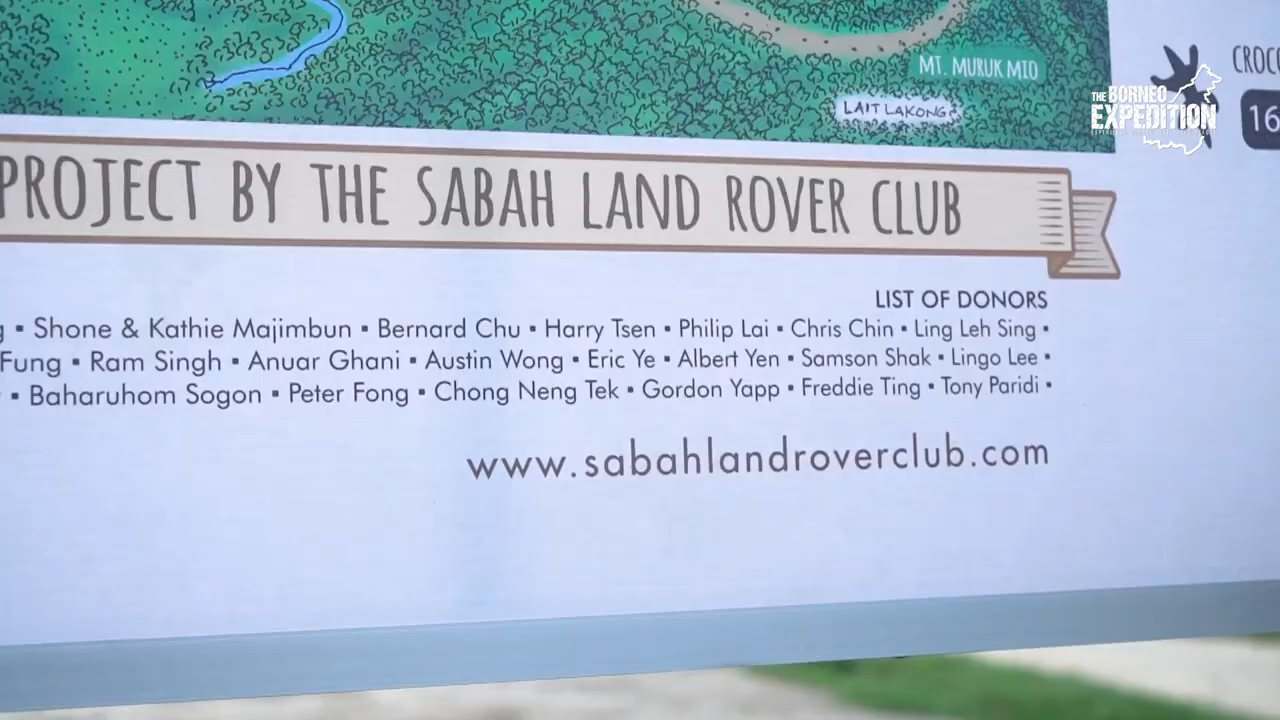 MT. MURUK MIO
LAIT LAKONG
THE BORNEO
EXPEDITION
16
PROJECT BY THE SABAH LAND ROVER CLUB
LIST OF DONORS
▪ Shone & Kathie Majimbun ▪ Bernard Chu ▪ Harry Tsen ▪ Philip Lai ▪ Chris Chin ▪ Ling Leh Sing ▪
Fung ▪ Ram Singh ▪ Anuar Ghani ▪ Austin Wong ▪ Eric Ye ▪ Albert Yen ▪ Samson Shak ▪ Lingo Lee ▪
▪ Baharuhom Sogon ▪ Peter Fong ▪ Chong Neng Tek ▪ Gordon Yapp ▪ Freddie Ting ▪ Tony Paridi ▪
www.sabahlandroverclub.com